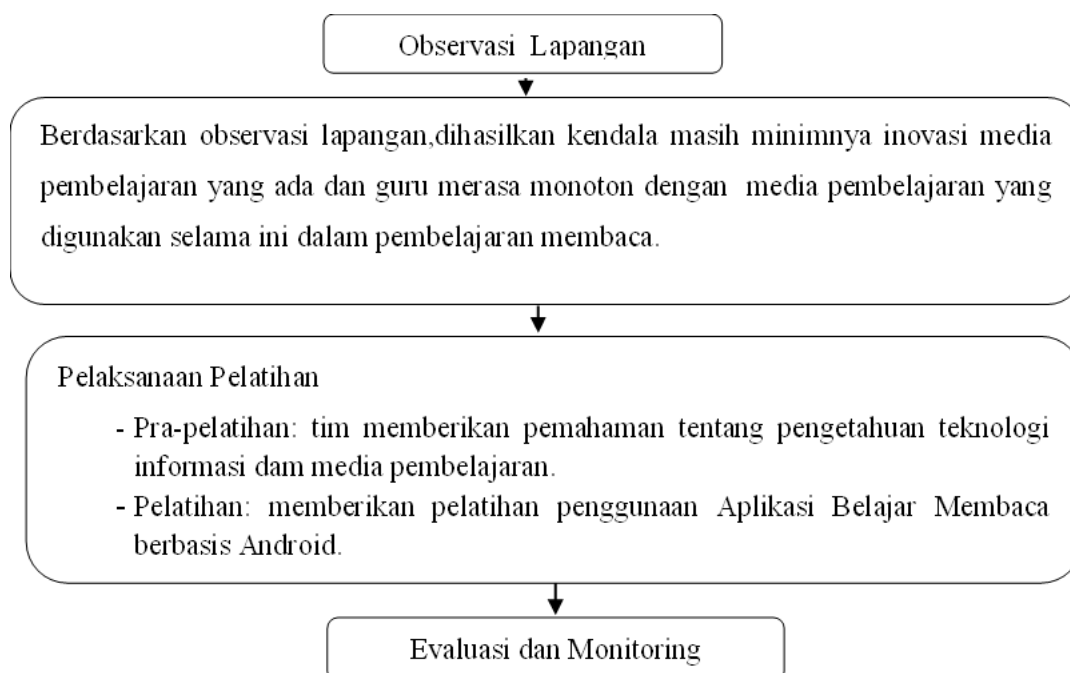 Observasi  Lapangan
Berdasarkan observasi lapangan,dihasilkan kendala masih minimnya inovasi media
pembelajaran yang ada dan guru merasa monoton dengan  media pembelajaran yang
digunakan selama ini dalam pembelajaran membaca.
Pelaksanaan Pelatihan
- Pra-pelatihan: tim memberikan pemahaman tentang pengetahuan teknologi
informasi dam media pembelajaran.
- Pelatihan: memberikan pelatihan penggunaan Aplikasi Belajar Membaca
berbasis Android.
Evaluasi dan Monitoring